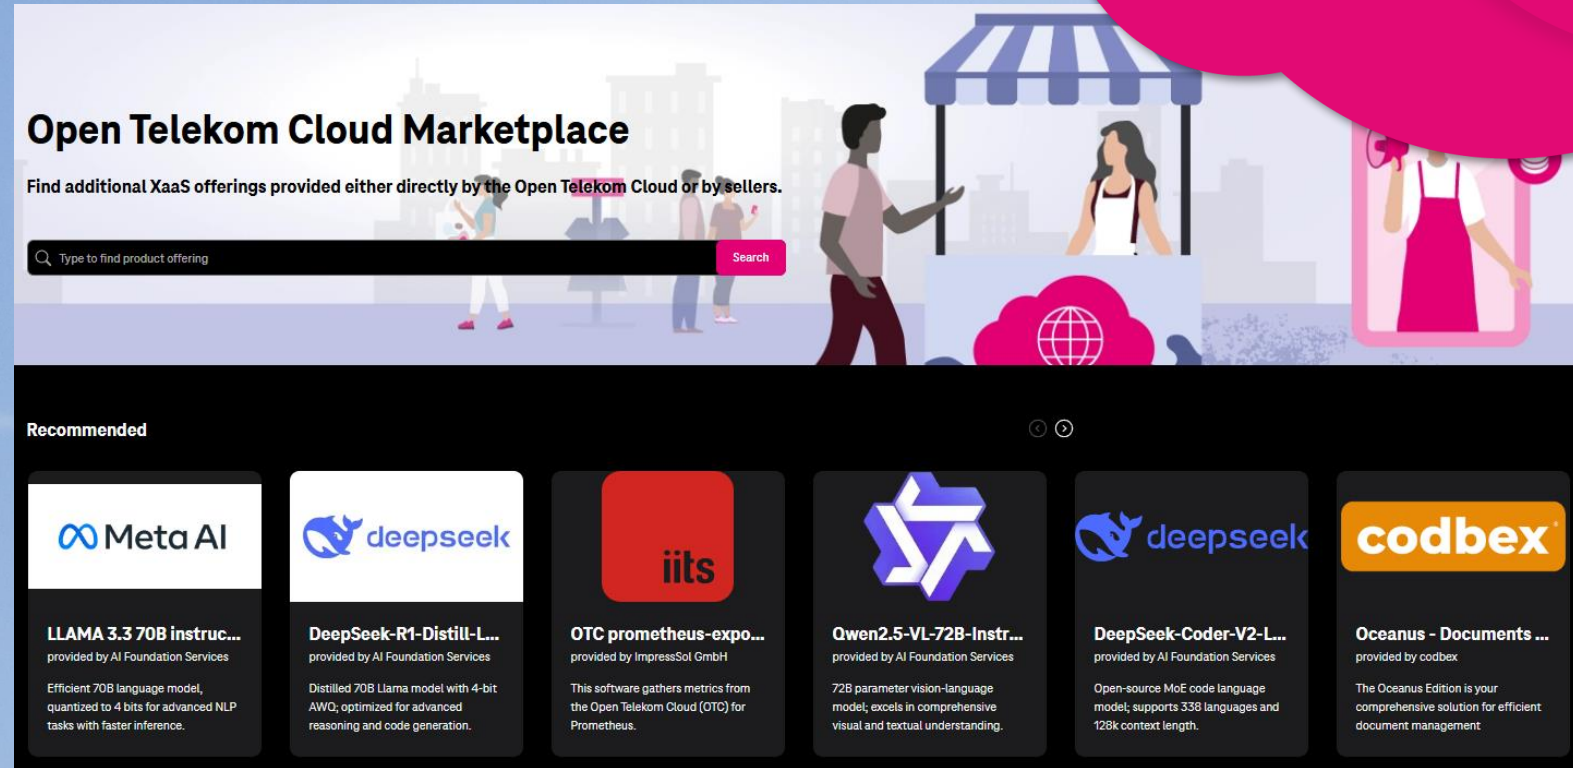 Open Telekom Cloud Marketplace
Find additional XaaS offerings provided either directly by the Open Telekom Cloud or by sellers.
Type to find product offering
Search
Recommended
Meta AI
LLAMA 3.3 70B instruc...
provided by AI Foundation Services
Efficient 70B language model,
quantized to 4 bits for advanced NLP
tasks with faster inference.
deepseek
DeepSeek-R1-Distill-L...
provided by AI Foundation Services
Distilled 70B Llama model with 4-bit
AWQ; optimized for advanced
reasoning and code generation.
iits
OTC prometheus-expo...
provided by ImpressSol GmbH
This software gathers metrics from
the Open Telekom Cloud (OTC) for
Prometheus.
Qwen2.5-VL-72B-Instr...
provided by AI Foundation Services
72B parameter vision-language
model; excels in comprehensive
visual and textual understanding.
deepseek
DeepSeek-Coder-V2-L...
provided by AI Foundation Services
Open-source MoE code language
model; supports 338 languages and
128k context length.
codbex
Oceanus - Documents ...
provided by codbex
The Oceanus Edition is your
comprehensive solution for efficient
document management